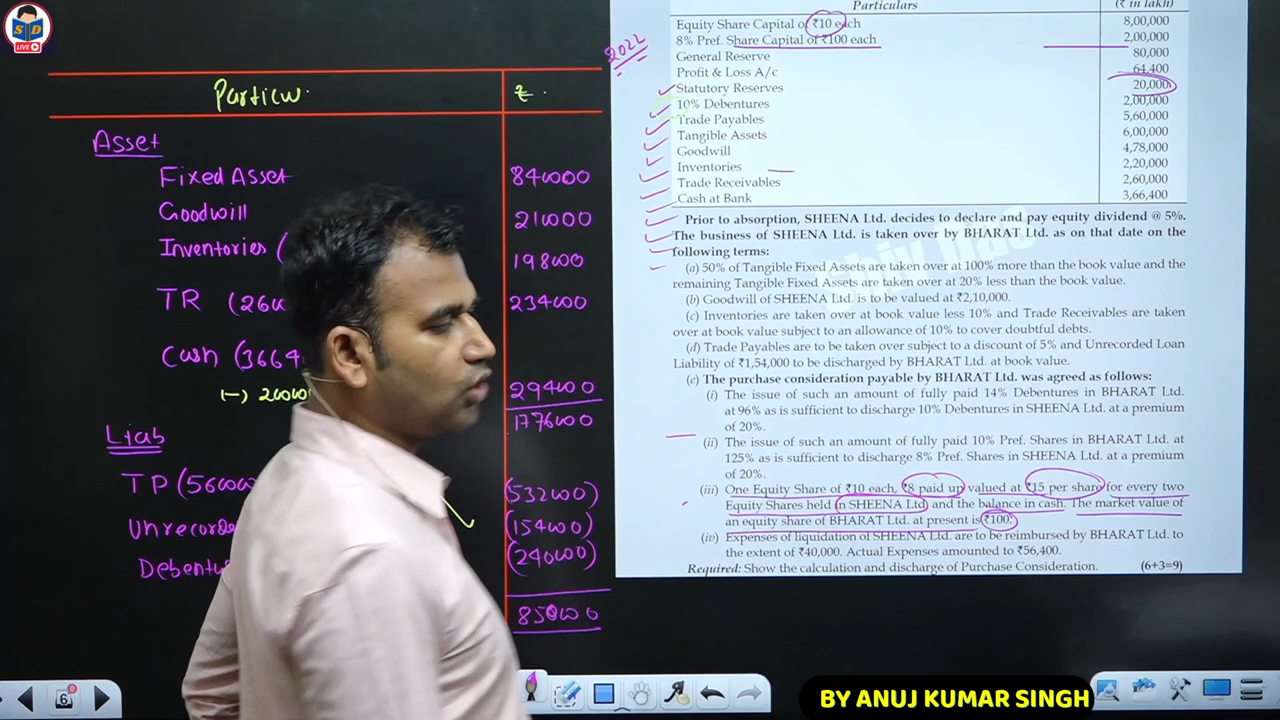 SD
LIVE
Particulars (₹ in lakh)
Equity Share Capital of ₹10 each 8,00,000
8% Pref. Share Capital of ₹100 each 2,00,000
General Reserve 80,000
Profit & Loss A/c 64,400
Statutory Reserves 20,000
10% Debentures 2,00,000
Trade Payables 5,60,000
Tangible Assets 6,00,000
Goodwill 4,78,000
Inventories 2,20,000
Trade Receivables 2,60,000
Cash at Bank 3,66,400
Prior to absorption, SHEENA Ltd. decides to declare and pay equity dividend @ 5%.
The business of SHEENA Ltd. is taken over by BHARAT Ltd. as on that date on the
following terms:
(a) 50% of Tangible Fixed Assets are taken over at 100% more than the book value and the
remaining Tangible Fixed Assets are taken over at 20% less than the book value.
(b) Goodwill of SHEENA Ltd. is to be valued at ₹2,10,000.
(c) Inventories are taken over at book value less 10% and Trade Receivables are taken
over at book value subject to an allowance of 10% to cover doubtful debts.
(d) Trade Payables are to be taken over subject to a discount of 5% and Unrecorded Loan
Liability of ₹1,54,000 to be discharged by BHARAT Ltd. at book value.
(e) The purchase consideration payable by BHARAT Ltd. was agreed as follows:
(i) The issue of such an amount of fully paid 14% Debentures in BHARAT Ltd.
at 96% as is sufficient to discharge 10% Debentures in SHEENA Ltd. at a premium
of 20%.
(ii) The issue of such an amount of fully paid 10% Pref. Shares in BHARAT Ltd. at
125% as is sufficient to discharge 8% Pref. Shares in SHEENA Ltd. at a premium
of 20%.
(iii) One Equity Share of ₹10 each, ₹8 paid up valued at ₹15 per share for every two
Equity Shares held in SHEENA Ltd. and the balance in cash. The market value of
an equity share of BHARAT Ltd. at present is ₹100.
(iv) Expenses of liquidation of SHEENA Ltd. are to be reimbursed by BHARAT Ltd. to
the extent of ₹40,000. Actual Expenses amounted to ₹56,400.
Required: Show the calculation and discharge of Purchase Consideration. (6+3=9)
2022
Particu. ₹.
Asset
Fixed Asset 840000
Goodwill 210000
Inventories ( 198000
TR (260 234000
Cash (3664
(-) 20000 294400
1776400
Liab
TP (56000 (532000)
Unrecorde (154000)
Debentu (240000)
6
BY ANUJ KUMAR SINGH